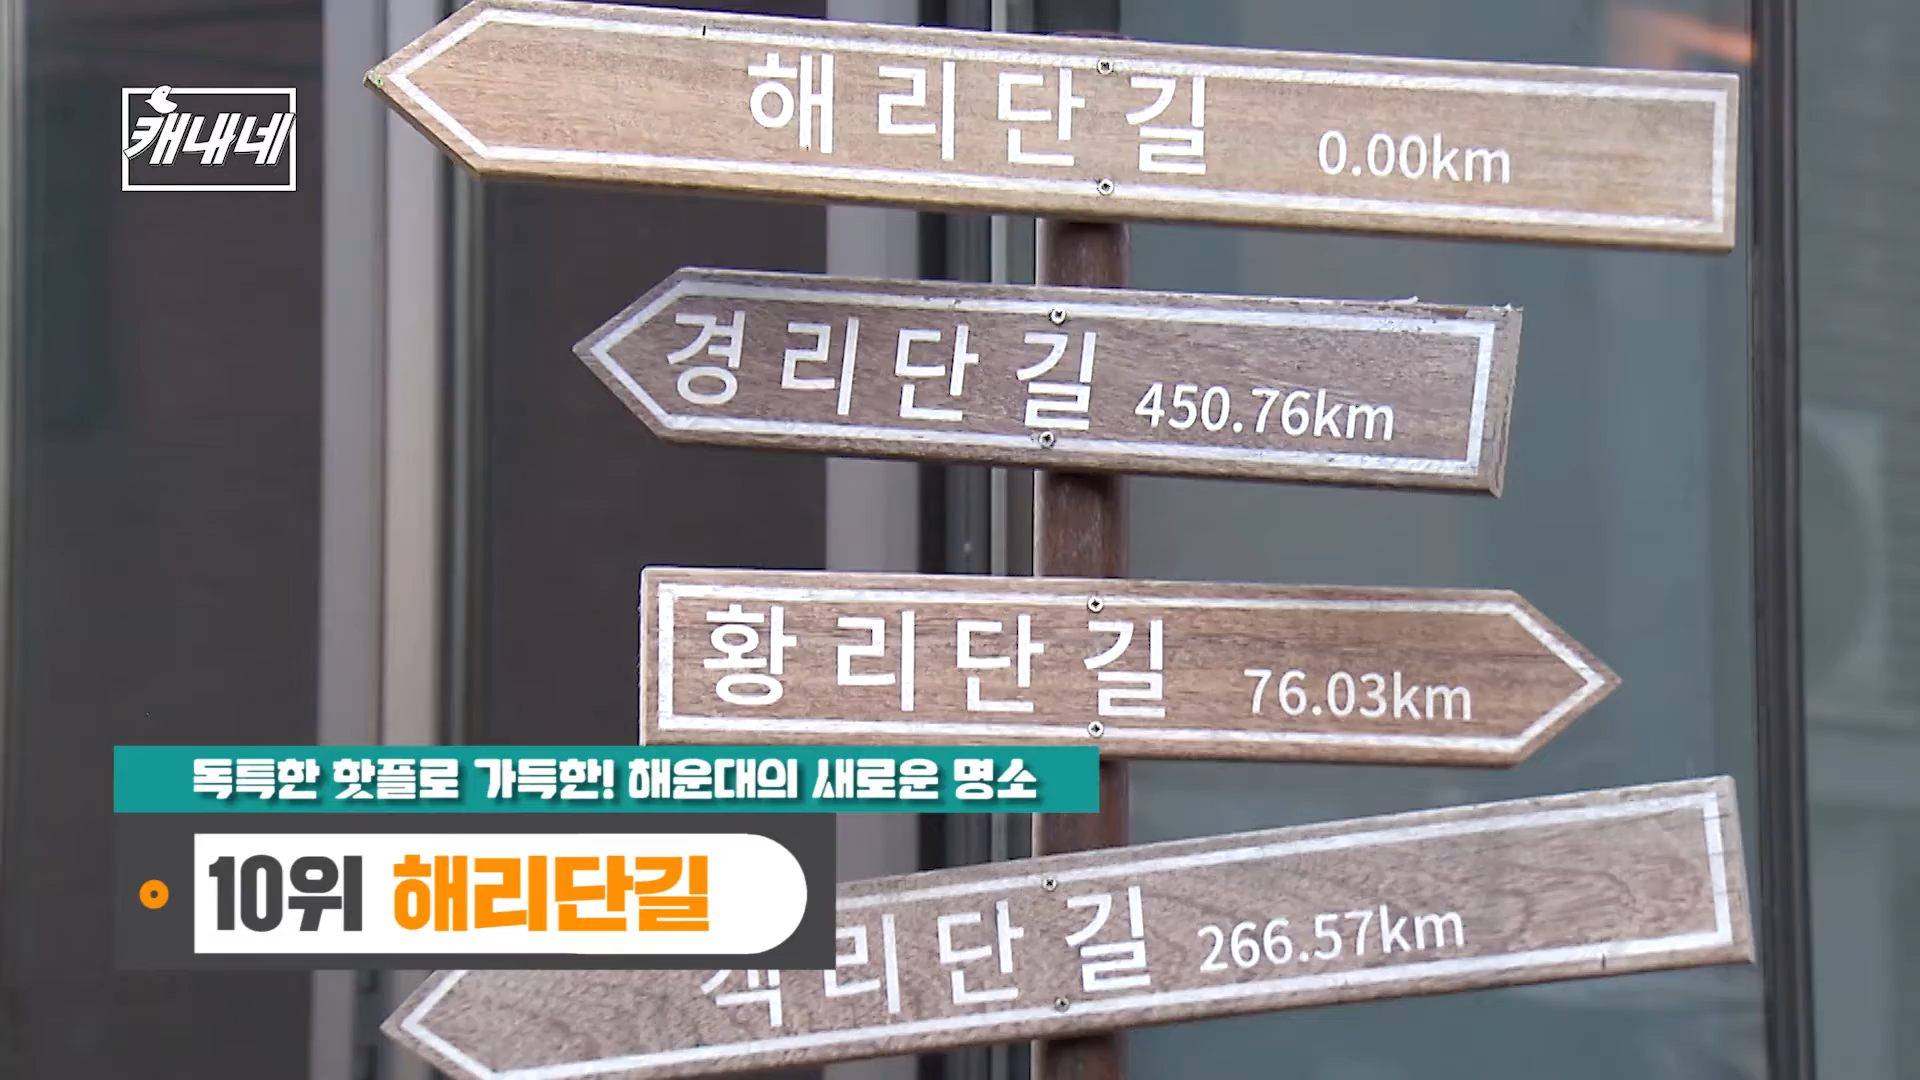 캐내네
해리단길 0.00km
경리단길 450.76km
황리단길 76.03km
독특한 핫플로 가득한! 해운대의 새로운 명소
10위 해리단길
리단길 266.57km